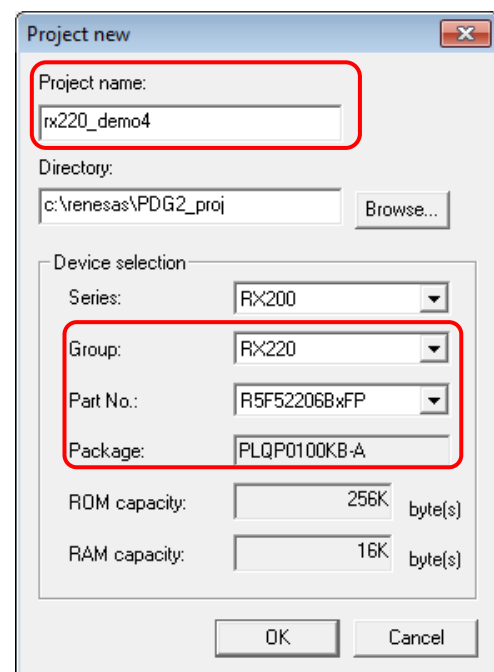 Project new
Project name:
rx220_demo4
Directory:
c:\renesas\PDG2_proj
Browse...
Device selection
Series:
RX200
Group:
RX220
Part No.:
R5F52206BxFP
Package:
PLQP0100KB-A
ROM capacity:
256K byte(s)
RAM capacity:
16K byte(s)
OK
Cancel